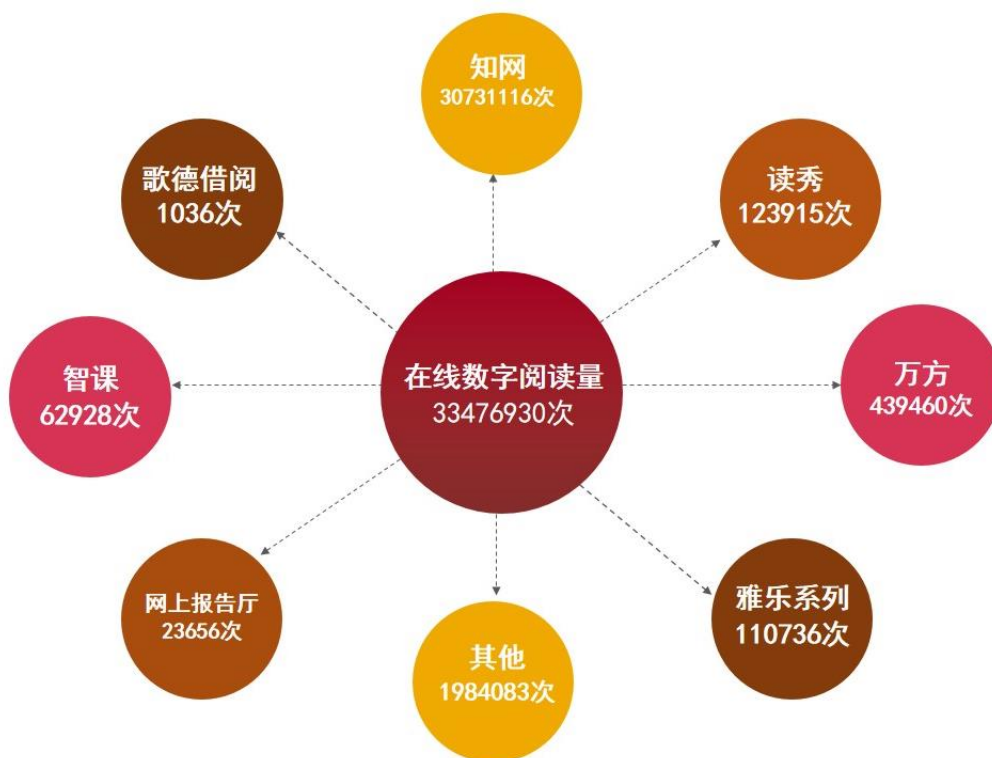 知网
30731116次
歌德借阅
1036次
读秀
123915次
智课
62928次
在线数字阅读量
33476930次
万方
439460次
网上报告厅
23656次
其他
1984083次
雅乐系列
110736次